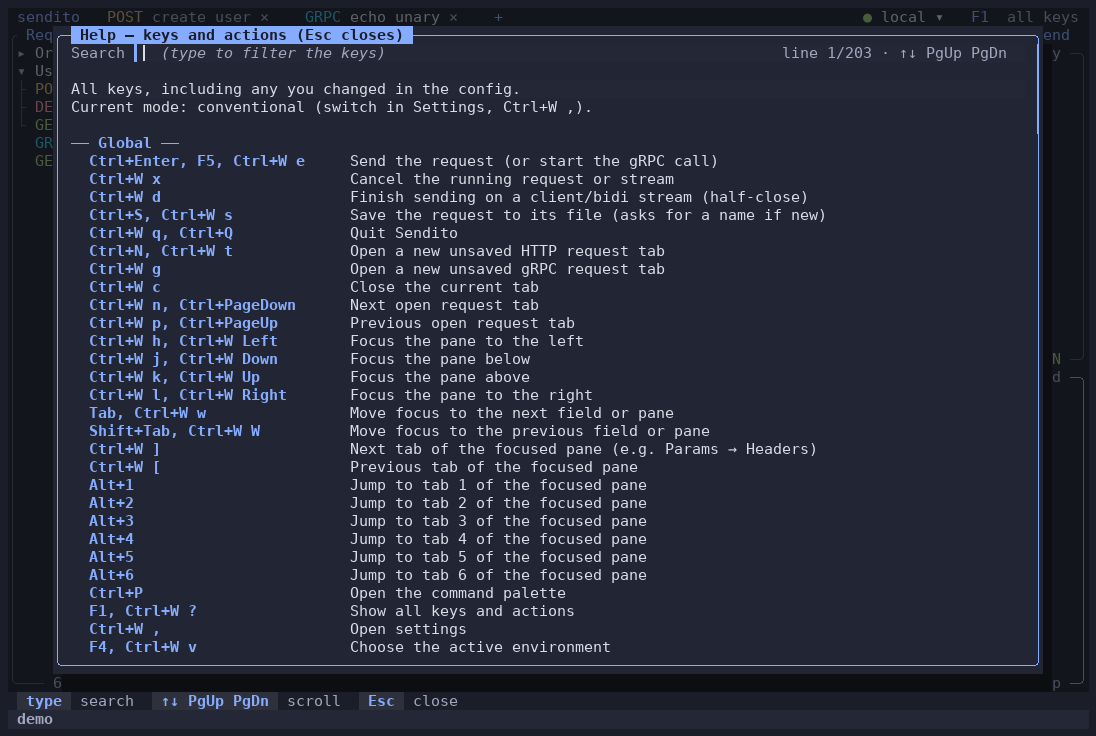 sendito POST create user × GRPC echo unary × + ● local ▾ F1 all keys
Req Help — keys and actions (Esc closes) end
▸ Or Search (type to filter the keys) line 1/203 · ↑↓ PgUp PgDn y
▾ Us
PO All keys, including any you changed in the config.
DE Current mode: conventional (switch in Settings, Ctrl+W ,).
GE
GR ── Global ──
GE Ctrl+Enter, F5, Ctrl+W e Send the request (or start the gRPC call)
Ctrl+W x Cancel the running request or stream
Ctrl+W d Finish sending on a client/bidi stream (half-close)
Ctrl+S, Ctrl+W s Save the request to its file (asks for a name if new)
Ctrl+W q, Ctrl+Q Quit Sendito
Ctrl+N, Ctrl+W t Open a new unsaved HTTP request tab
Ctrl+W g Open a new unsaved gRPC request tab
Ctrl+W c Close the current tab
Ctrl+W n, Ctrl+PageDown Next open request tab
Ctrl+W p, Ctrl+PageUp Previous open request tab
Ctrl+W h, Ctrl+W Left Focus the pane to the left
Ctrl+W j, Ctrl+W Down Focus the pane below
Ctrl+W k, Ctrl+W Up Focus the pane above
Ctrl+W l, Ctrl+W Right Focus the pane to the right
Tab, Ctrl+W w Move focus to the next field or pane
Shift+Tab, Ctrl+W W Move focus to the previous field or pane
Ctrl+W ] Next tab of the focused pane (e.g. Params → Headers)
Ctrl+W [ Previous tab of the focused pane
Alt+1 Jump to tab 1 of the focused pane
Alt+2 Jump to tab 2 of the focused pane
Alt+3 Jump to tab 3 of the focused pane
Alt+4 Jump to tab 4 of the focused pane
Alt+5 Jump to tab 5 of the focused pane
Alt+6 Jump to tab 6 of the focused pane
Ctrl+P Open the command palette
F1, Ctrl+W ? Show all keys and actions
Ctrl+W , Open settings
F4, Ctrl+W v Choose the active environment
N
d
6 p
type search ↑↓ PgUp PgDn scroll Esc close
demo